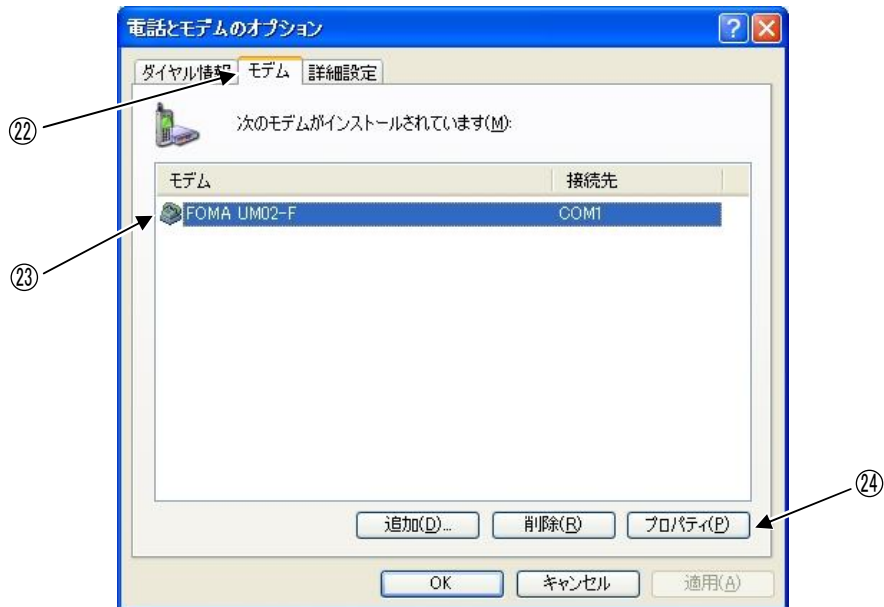 電話とモデムのオプション
ダイヤル情報 モデム 詳細設定
㉒
次のモデムがインストールされています(M):
モデム 接続先
㉓
FOMA UM02-F COM1
㉔
追加(D)... 削除(R) プロパティ(P)
OK キャンセル 適用(A)